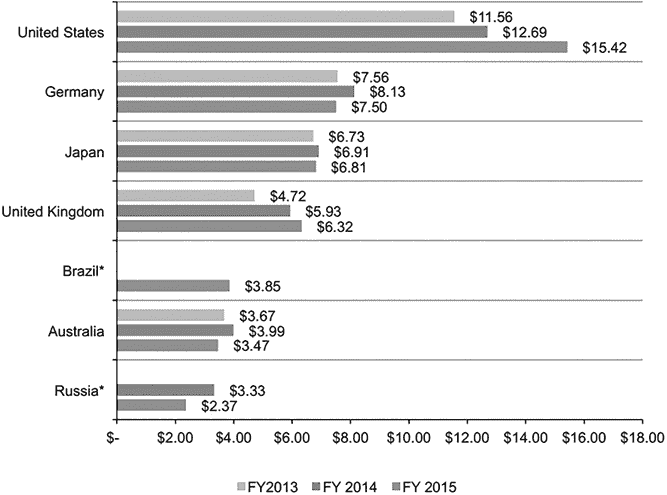 United States
$11.56
$12.69
$15.42
Germany
$7.56
$8.13
$7.50
Japan
$6.73
$6.91
$6.81
United Kingdom
$4.72
$5.93
$6.32
Brazil*
$3.85
Australia
$3.67
$3.99
$3.47
Russia*
$3.33
$2.37
$- $2.00 $4.00 $6.00 $8.00 $10.00 $12.00 $14.00 $16.00 $18.00
FY2013 FY 2014 FY 2015